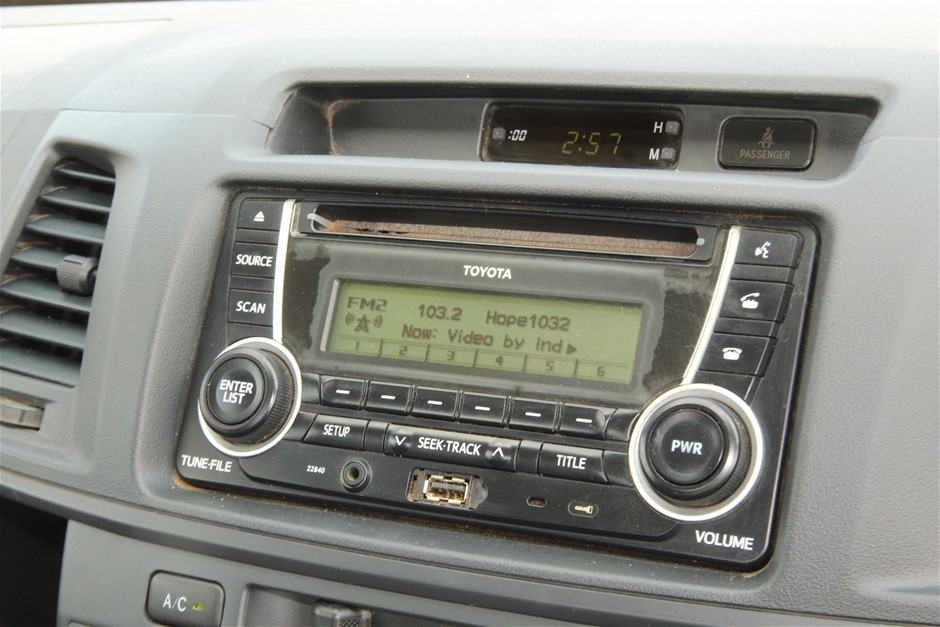 :00 2:57 H
M
PASSENGER
SOURCE
SCAN
TOYOTA
FM2 103.2 Hope1032
Now: Video by Ind
1 2 3 4 5 6
ENTER
LIST
TUNE·FILE
SETUP
SEEK·TRACK
TITLE
22840
PWR
VOLUME
A/C